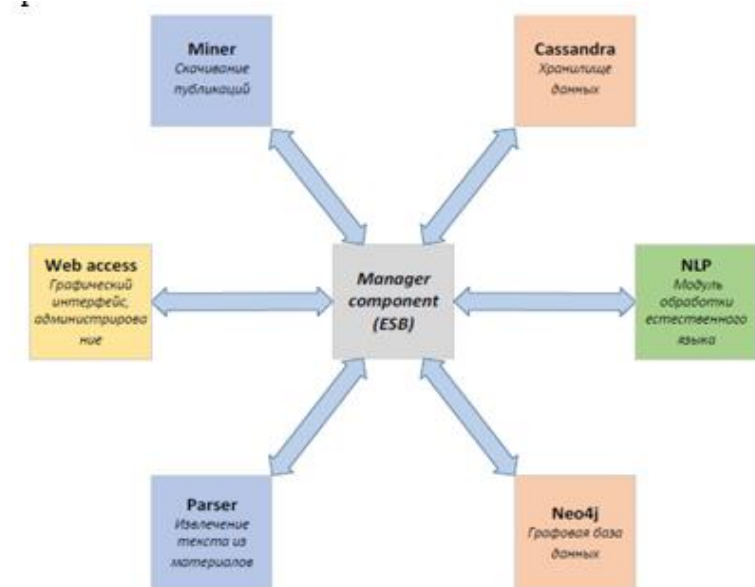 Miner
Скачивание
публикаций
Cassandra
Хранилище
данных
Web access
Графический
интерфейс,
администрирова
ние
Manager
component
(ESB)
NLP
Модуль
обработки
естественного
языка
Parser
Извлечение
текста из
материалов
Neo4j
Графовая база
данных